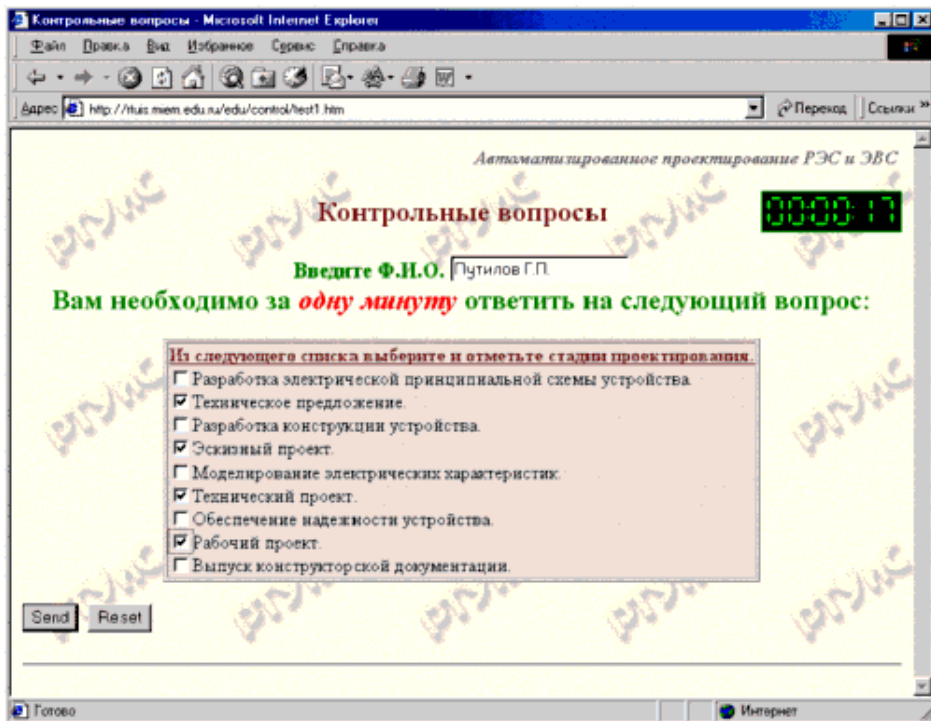 Контрольные вопросы - Microsoft Internet Explorer
Файл Правка Вид Избранное Сервис Справка
Адрес http://rtuis.miem.edu.ru/edu/control/test1.htm Переход Ссылки »
Автоматизированное проектирование РЭС и ЭВС
Контрольные вопросы
00:00:17
Введите Ф.И.О. Путилов Г.П.
Вам необходимо за одну минуту ответить на следующий вопрос:
Из следующего списка выберите и отметьте стадии проектирования.
Разработка электрической принципиальной схемы устройства.
Техническое предложение.
Разработка конструкции устройства.
Эскизный проект.
Моделирование электрических характеристик.
Технический проект.
Обеспечение надежности устройства.
Рабочий проект.
Выпуск конструкторской документации.
Send Reset
Готово Интернет